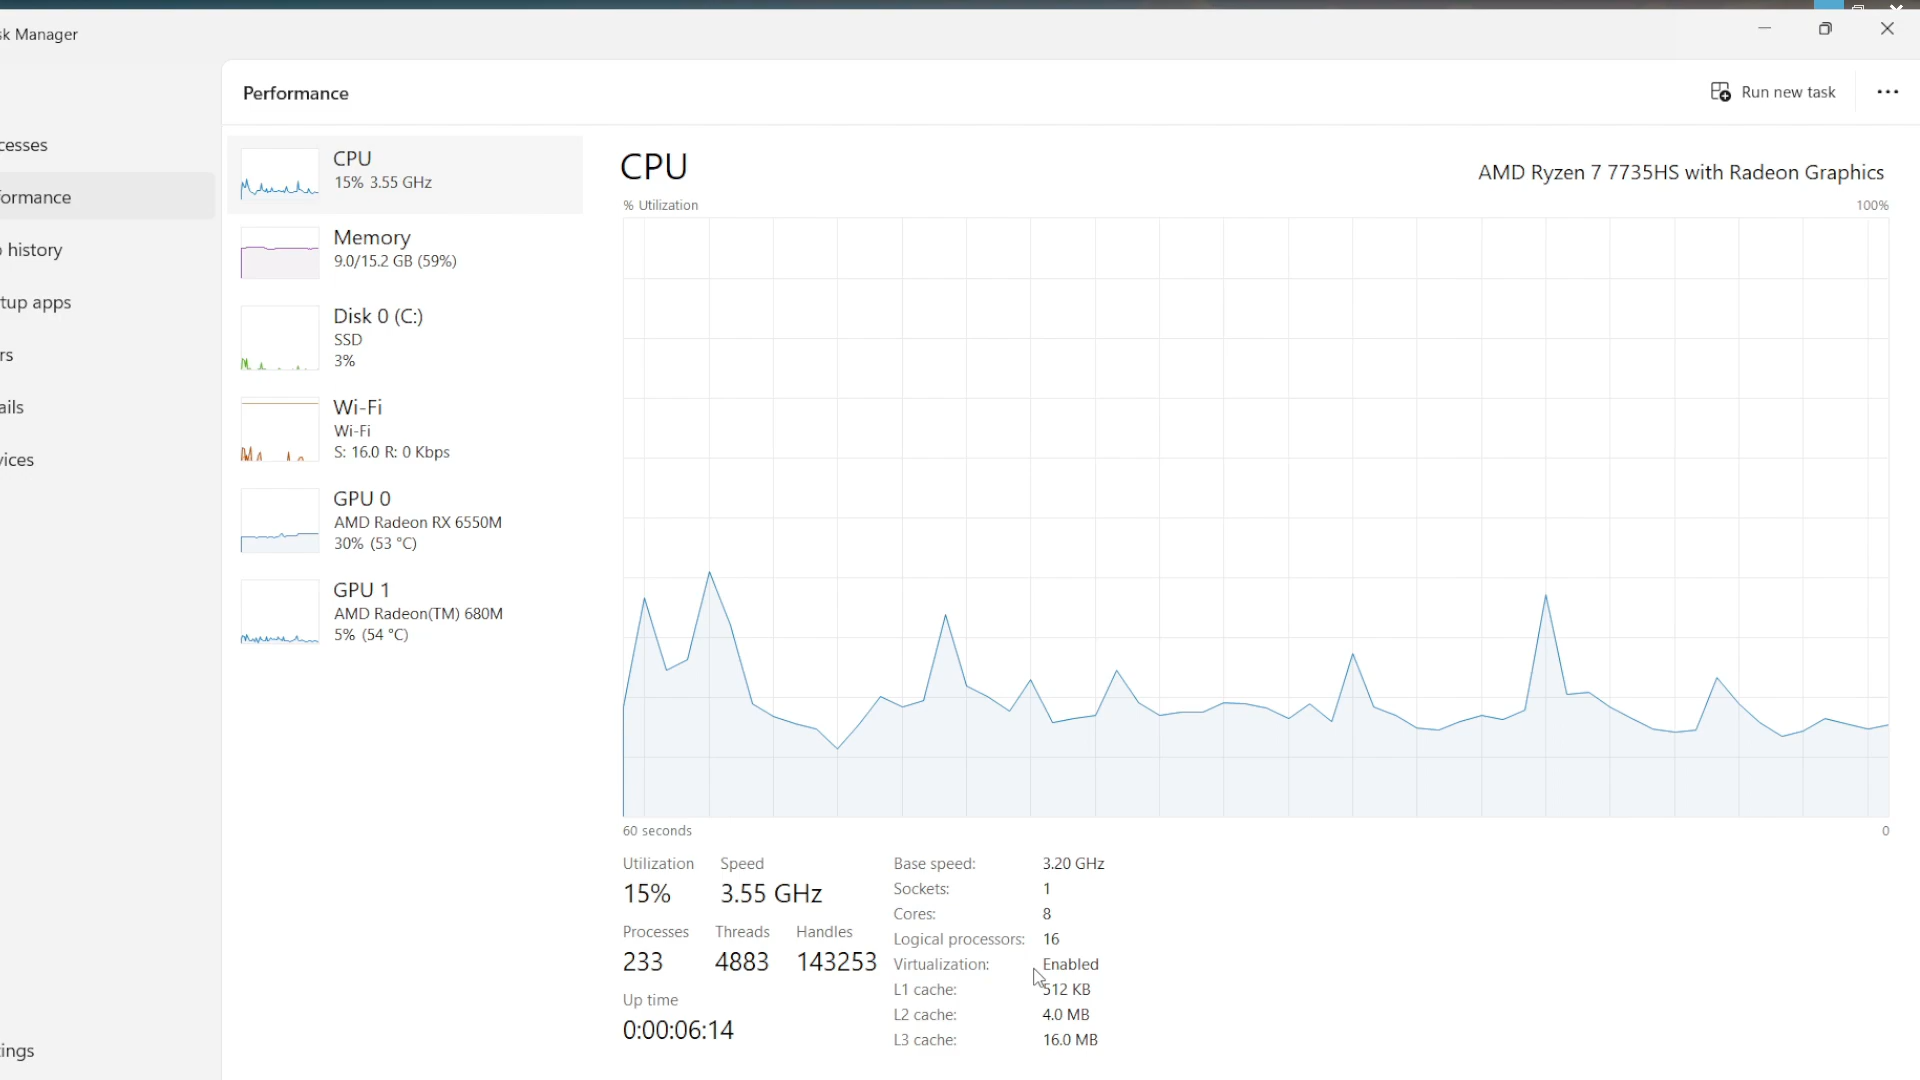 sk Manager
Performance
Run new task
cesses
formance
history
tup apps
rs
ails
vices
ings
CPU
15% 3.55 GHz
Memory
9.0/15.2 GB (59%)
Disk 0 (C:)
SSD
3%
Wi-Fi
Wi-Fi
S: 16.0 R: 0 Kbps
GPU 0
AMD Radeon RX 6550M
30% (53 °C)
GPU 1
AMD Radeon(TM) 680M
5% (54 °C)
CPU
AMD Ryzen 7 7735HS with Radeon Graphics
% Utilization
100%
60 seconds
0
Utilization Speed
15% 3.55 GHz
Processes Threads Handles
233 4883 143253
Up time
0:00:06:14
Base speed: 3.20 GHz
Sockets: 1
Cores: 8
Logical processors: 16
Virtualization: Enabled
L1 cache: 512 KB
L2 cache: 4.0 MB
L3 cache: 16.0 MB